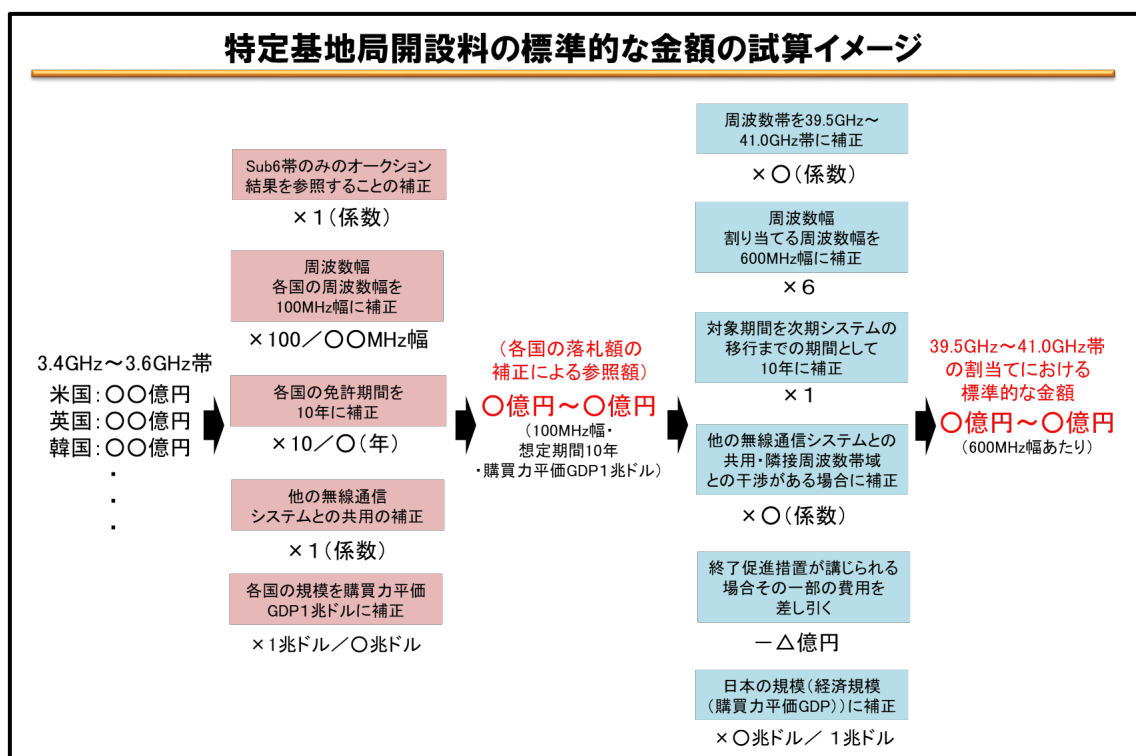 特定基地局開設料の標準的な金額の試算イメージ
3.4GHz～3.6GHz帯
米国：〇〇億円
英国：〇〇億円
韓国：〇〇億円
・
・
・
Sub6帯のみのオークション
結果を参照することの補正
×１（係数）
周波数幅
各国の周波数幅を
100MHz幅に補正
×100／〇〇MHz幅
各国の免許期間を
10年に補正
×10／〇（年）
他の無線通信
システムとの共用の補正
×１（係数）
各国の規模を購買力平価
GDP１兆ドルに補正
×1兆ドル／〇兆ドル
（各国の落札額の
補正による参照額）
〇億円～〇億円
（100MHz幅・
想定期間10年
・購買力平価GDP１兆ドル）
周波数帯を39.5GHz～
41.0GHz帯に補正
×〇（係数）
周波数幅
割り当てる周波数幅を
600MHz幅に補正
×６
対象期間を次期システムの
移行までの期間として
10年に補正
×１
他の無線通信システムとの
共用・隣接周波数帯域
との干渉がある場合に補正
×〇（係数）
終了促進措置が講じられる
場合その一部の費用を
差し引く
－△億円
日本の規模（経済規模
（購買力平価GDP））に補正
×〇兆ドル／ 1兆ドル
39.5GHz～41.0GHz帯
の割当てにおける
標準的な金額
〇億円～〇億円
（600MHz幅あたり）